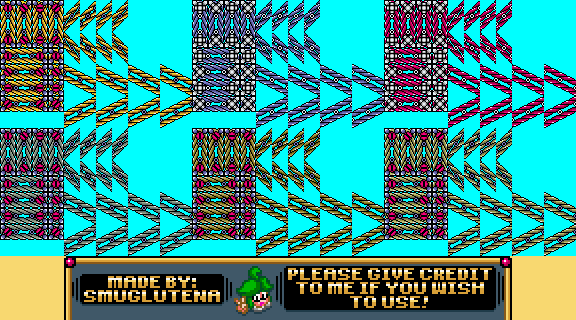 MADE BY:
SMUGLUTENA
PLEASE GIVE CREDIT
TO ME IF YOU WISH
TO USE!